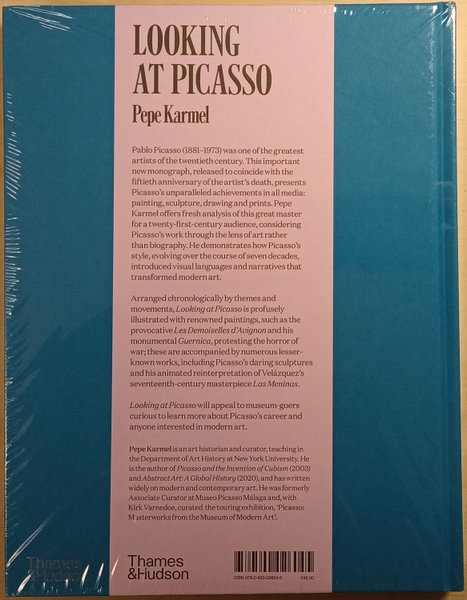 LOOKING
AT PICASSO
Pepe Karmel
Pablo Picasso (1881–1973) was one of the greatest
artists of the twentieth century. This important
new monograph, released to coincide with the
fiftieth anniversary of the artist's death, presents
Picasso's unparalleled achievements in all media:
painting, sculpture, drawing and prints. Pepe
Karmel offers fresh analysis of this great master
for a twenty-first-century audience, considering
Picasso's work through the lens of art rather
than biography. He demonstrates how Picasso's
style, evolving over the course of seven decades,
introduced visual languages and narratives that
transformed modern art.
Arranged chronologically by themes and
movements, Looking at Picasso is profusely
illustrated with renowned paintings, such as the
provocative Les Demoiselles d'Avignon and his
monumental Guernica, protesting the horror of
war; these are accompanied by numerous lesser-
known works, including Picasso's daring sculptures
and his animated reinterpretation of Velázquez's
seventeenth-century masterpiece Las Meninas.
Looking at Picasso will appeal to museum-goers
curious to learn more about Picasso's career and
anyone interested in modern art.
Pepe Karmel is an art historian and curator, teaching in
the Department of Art History at New York University. He
is the author of Picasso and the Invention of Cubism (2003)
and Abstract Art: A Global History (2020), and has
written widely on modern and contemporary art. He was formerly
Associate Curator at Museo Picasso Málaga and, with
Kirk Varnedoe, curated the touring exhibition, 'Picasso:
Masterworks from the Museum of Modern Art'.
Thames
&Hudson
Thames
&Hudson
ISBN 978-0-500-02604-5
£65.00